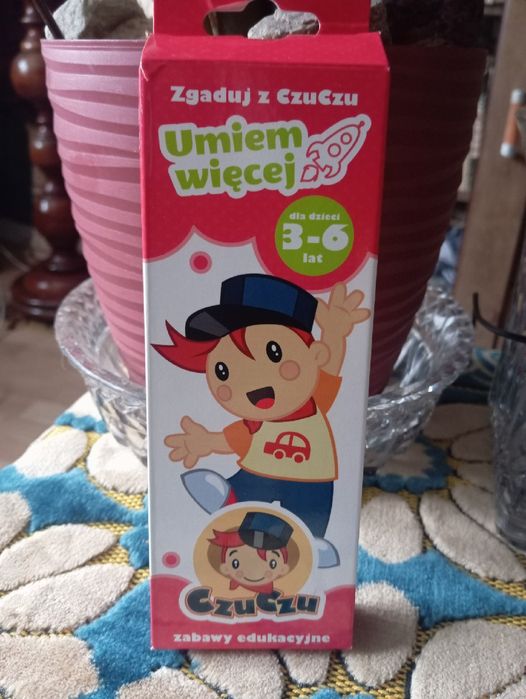 Zgaduj z CzuCzu
Umiem
więcej
dla dzieci
3-6
lat
CzuCzu
zabawy edukacyjne